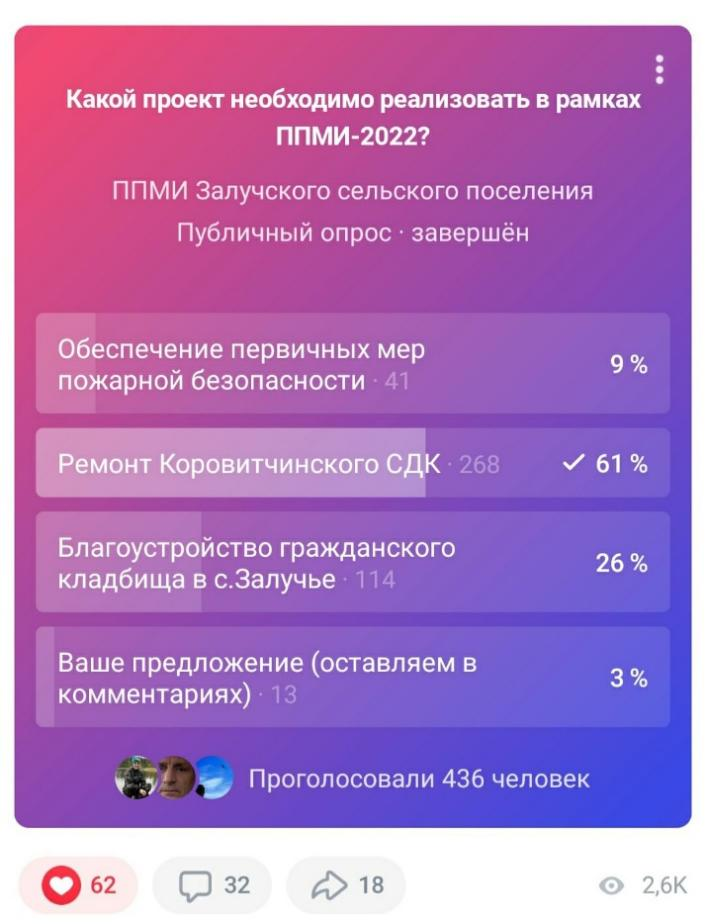 Какой проект необходимо реализовать в рамках
ППМИ-2022?
ППМИ Залучского сельского поселения
Публичный опрос · завершён
Обеспечение первичных мер
пожарной безопасности · 41
9 %
Ремонт Коровитчинского СДК · 268
61 %
Благоустройство гражданского
кладбища в с.Залучье · 114
26 %
Ваше предложение (оставляем в
комментариях) · 13
3 %
Проголосовали 436 человек
62 32 18 2,6K